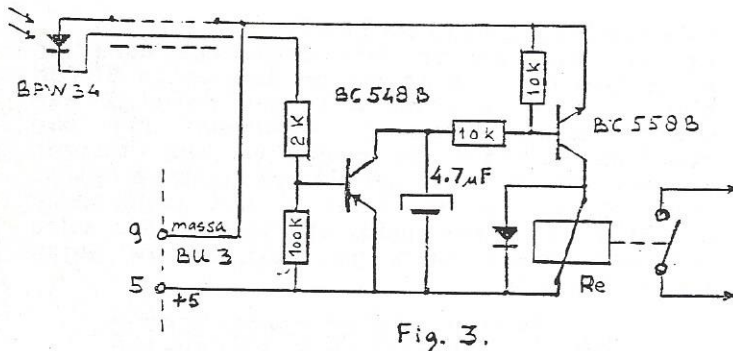 BPW34
BC548B
10K
BC558B
2K
10K
4.7µF
100K
9
massa
BU3
5
+5
Re
Fig. 3.